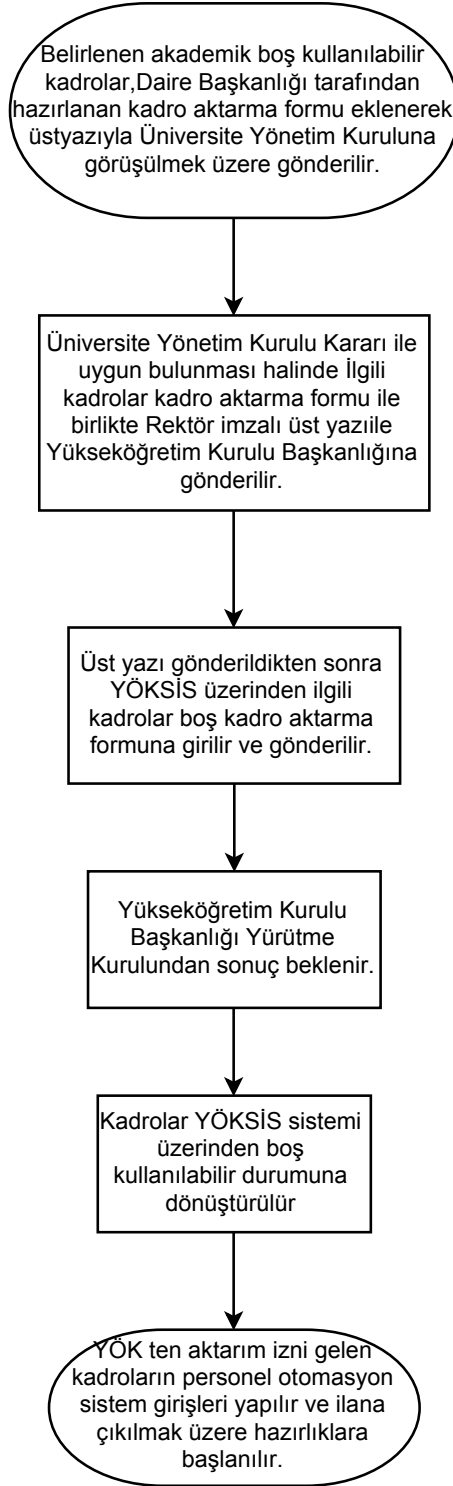 Belirlenen akademik boş kullanılabilir
kadrolar,Daire Başkanlığı tarafından
hazırlanan kadro aktarma formu eklenerek
üstyazıyla Üniversite Yönetim Kuruluna
görüşülmek üzere gönderilir.
Üniversite Yönetim Kurulu Kararı ile
uygun bulunması halinde İlgili
kadrolar kadro aktarma formu ile
birlikte Rektör imzalı üst yazıile
Yükseköğretim Kurulu Başkanlığına
gönderilir.
Üst yazı gönderildikten sonra
YÖKSİS üzerinden ilgili
kadrolar boş kadro aktarma
formuna girilir ve gönderilir.
Yükseköğretim Kurulu
Başkanlığı Yürütme
Kurulundan sonuç beklenir.
Kadrolar YÖKSİS sistemi
üzerinden boş
kullanılabilir durumuna
dönüştürülür
YÖK ten aktarım izni gelen
kadroların personel otomasyon
sistem girişleri yapılır ve ilana
çıkılmak üzere hazırlıklara
başlanılır.